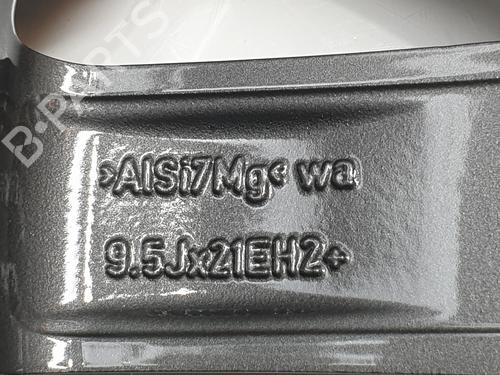 B-PARTS
>AlSi7Mg< wa
9.5Jx21EH2+